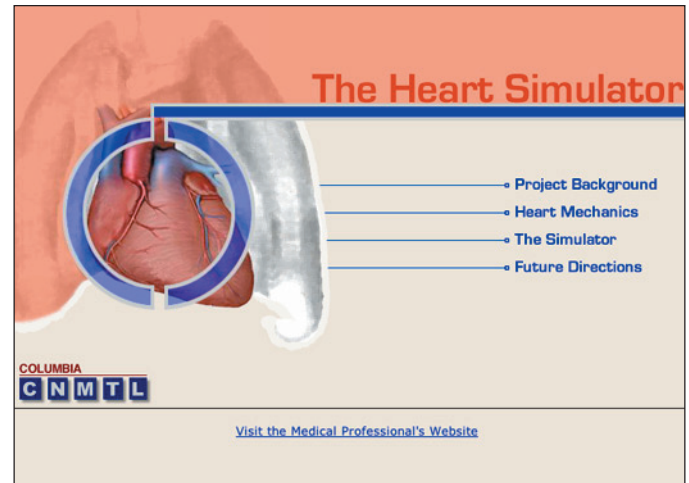 The Heart Simulator
Project Background
Heart Mechanics
The Simulator
Future Directions
COLUMBIA
CNMTL
Visit the Medical Professional's Website